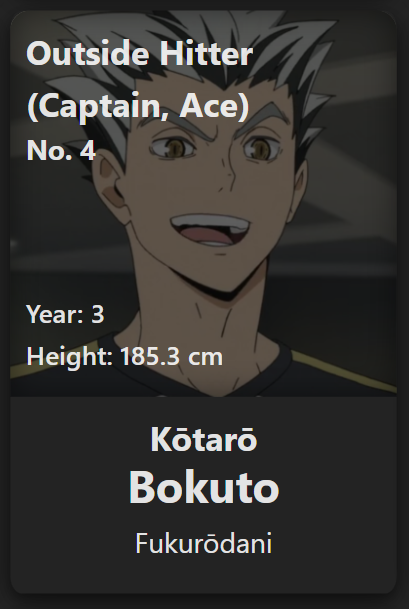 Outside Hitter
(Captain, Ace)
No. 4
Year: 3
Height: 185.3 cm
Kōtarō
Bokuto
Fukurōdani